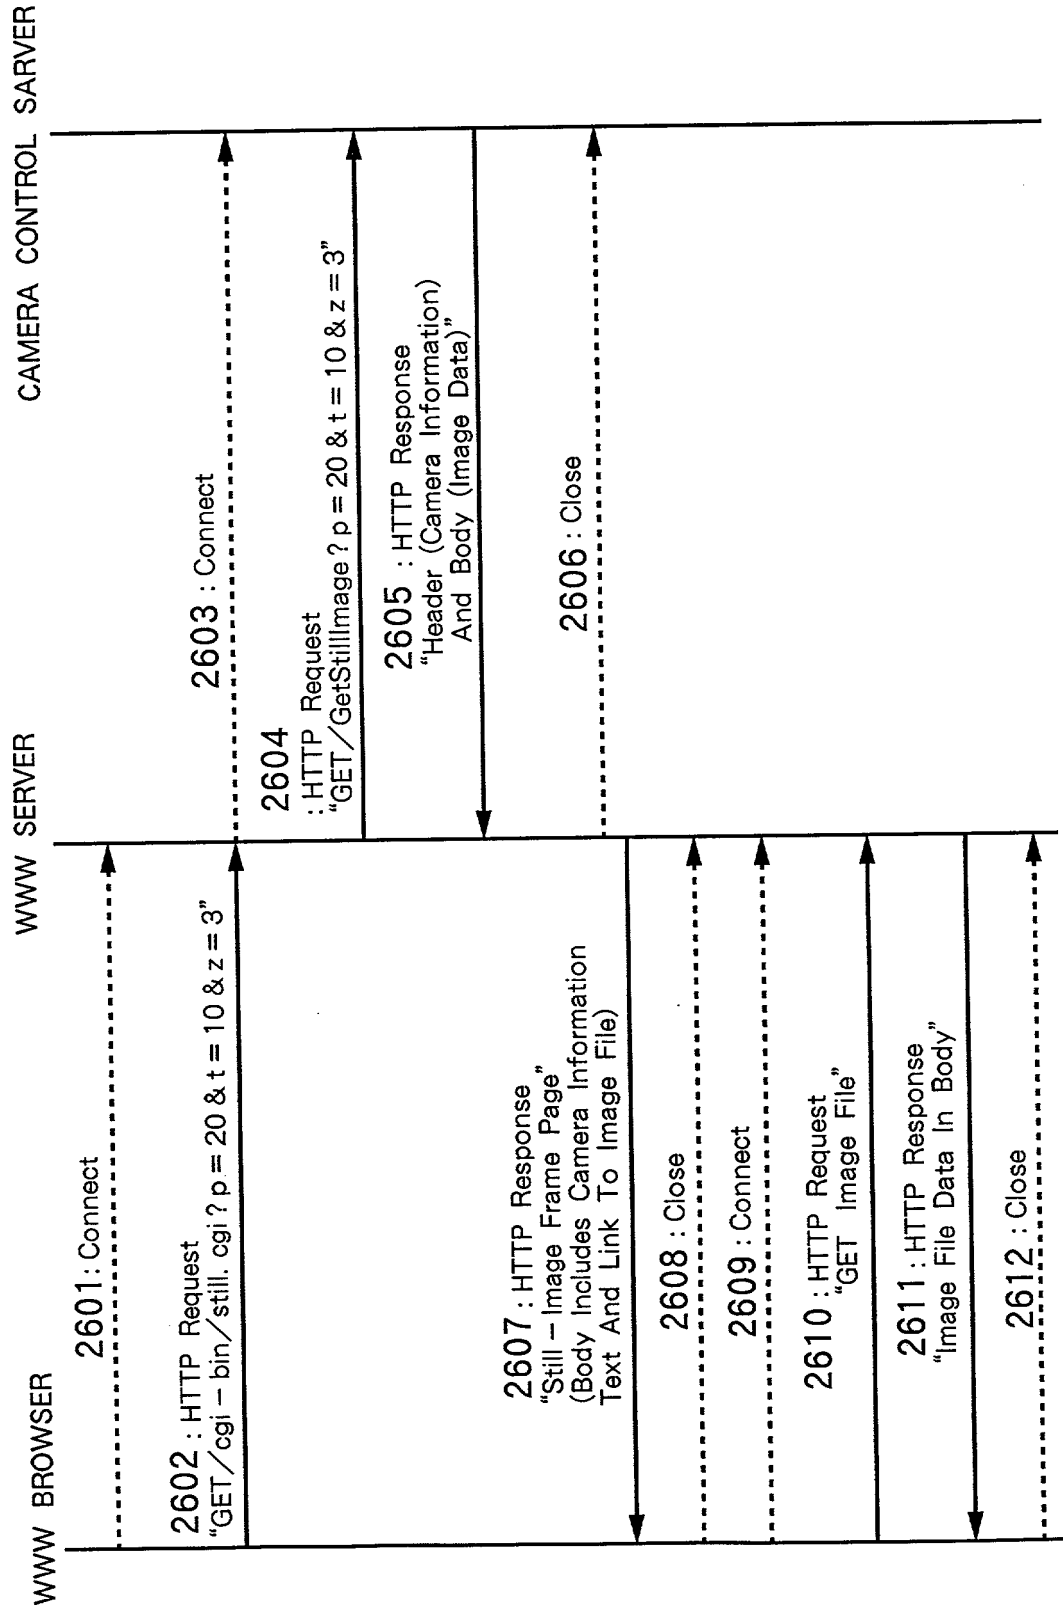 WWW BROWSER
WWW SERVER
CAMERA CONTROL SARVER
2601 : Connect
2602 : HTTP Request
“GET/cgi – bin/still. cgi ? p = 20 & t = 10 & z = 3”
2603 : Connect
2604
: HTTP Request
“GET/GetStillImage ? p = 20 & t = 10 & z = 3”
2605 : HTTP Response
“Header (Camera Information)
And Body (Image Data)”
2606 : Close
2607 : HTTP Response
“Still – Image Frame Page”
(Body Includes Camera Information
Text And Link To Image File)
2608 : Close
2609 : Connect
2610 : HTTP Request
“GET Image File”
2611 : HTTP Response
“Image File Data In Body”
2612 : Close